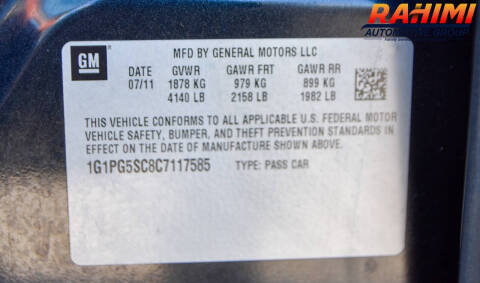 RAHIMI
AUTOMOTIVE GROUP
GM
MFD BY GENERAL MOTORS LLC
DATE GVWR GAWR FRT GAWR RR
07/11 1878 KG 979 KG 899 KG
4140 LB 2158 LB 1982 LB
THIS VEHICLE CONFORMS TO ALL APPLICABLE U.S. FEDERAL MOTOR
VEHICLE SAFETY, BUMPER, AND THEFT PREVENTION STANDARDS IN
EFFECT ON THE DATE OF MANUFACTURE SHOWN ABOVE.
1G1PG5SC8C7117585 TYPE: PASS CAR